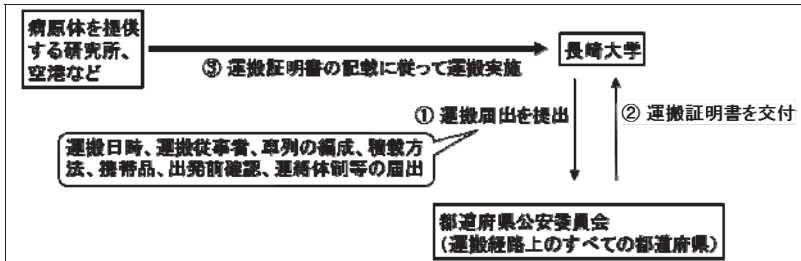 病原体を提供
する研究所、
空港など
長崎大学
③ 運搬証明書の記載に従って運搬実施
① 運搬届出を提出
② 運搬証明書を交付
運搬日時、運搬従事者、車列の編成、積載方
法、携帯品、出発前確認、連絡体制等の届出
都道府県公安委員会
(運搬経路上のすべての都道府県)